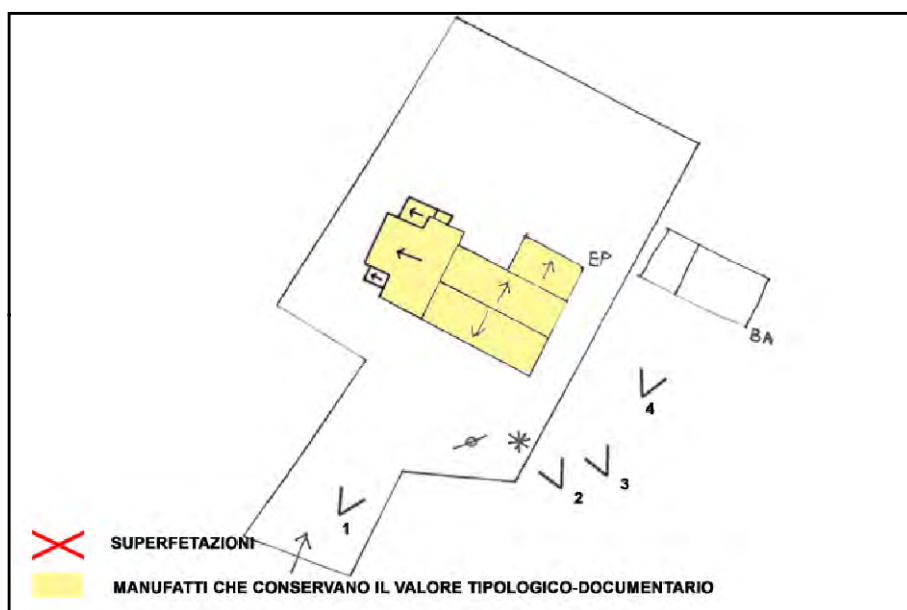 EP
BA
4
3
2
1
SUPERFETAZIONI
MANUFATTI CHE CONSERVANO IL VALORE TIPOLOGICO-DOCUMENTARIO